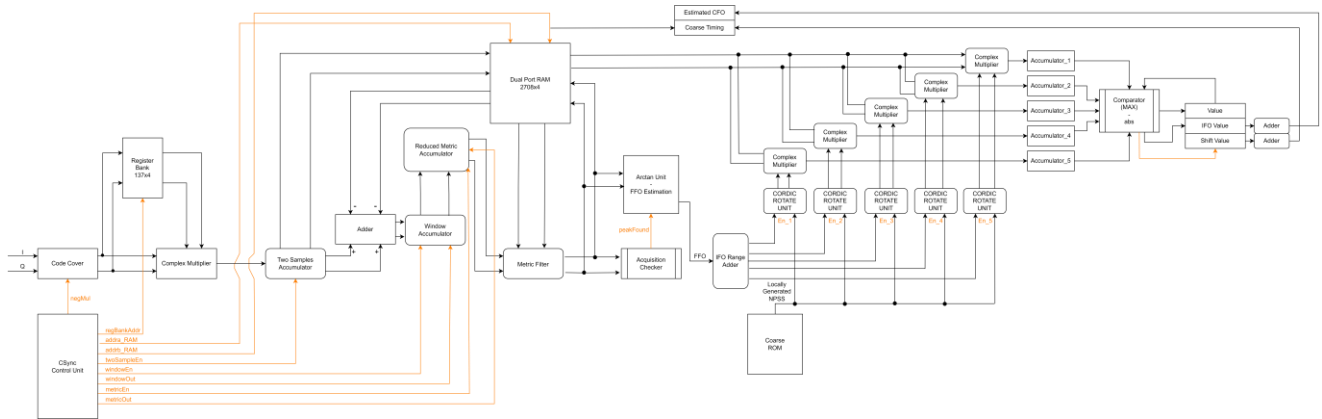 Estimated CFO
Coarse Timing
Dual Port RAM
2708x4
Complex
Multiplier
Complex
Multiplier
Complex
Multiplier
Complex
Multiplier
Complex
Multiplier
Accumulator_1
Accumulator_2
Accumulator_3
Accumulator_4
Accumulator_5
Comparator
(MAX)
-
abs
Value
IFO Value
Shift Value
Adder
Adder
Register
Bank
137x4
Reduced Metric
Accumulator
Arctan Unit
-
FFO Estimation
CORDIC
ROTATE
UNIT
CORDIC
ROTATE
UNIT
CORDIC
ROTATE
UNIT
CORDIC
ROTATE
UNIT
CORDIC
ROTATE
UNIT
En_1
En_2
En_3
En_4
En_5
- -
Adder
+ +
Window
Accumulator
peakFound
I
Q
Code Cover
Complex Multiplier
Two Samples
Accumulator
Metric Filter
Acquisition
Checker
FFO
IFO Range
Adder
Locally
Generated
NPSS
negMul
CSync
Control Unit
regBankAddr
addra_RAM
addrb_RAM
twoSampleEn
windowEn
windowOut
metricEn
metricOut
Coarse
ROM